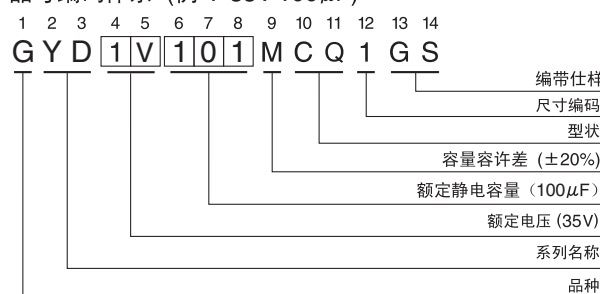 1 2 3 4 5 6 7 8 9 10 11 12 13 14
G Y D 1 V 1 0 1 M C Q 1 G S
编带仕样
尺寸编码
型状
容量容许差 (±20%)
额定静电容量（100μF）
额定电压 (35V)
系列名称
品种